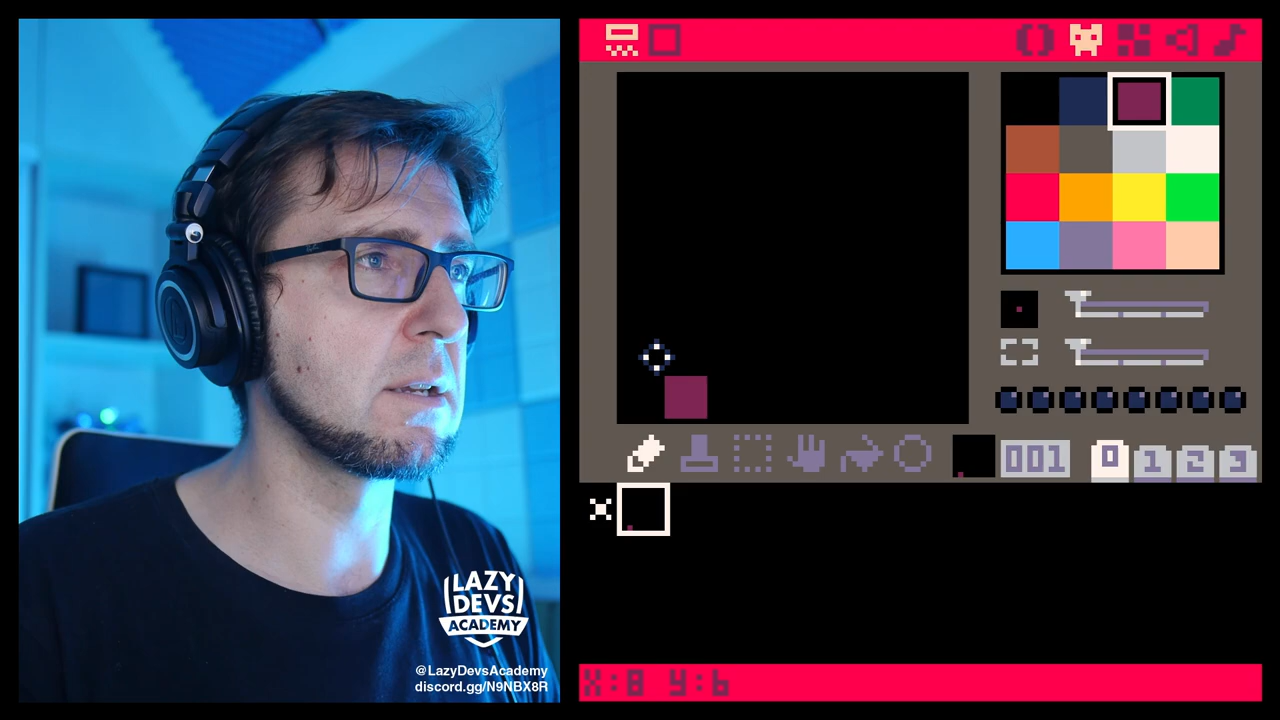 LAZY
DEVS
ACADEMY
@LazyDevsAcademy
discord.gg/N9NBX8R
001
0 1 2 3
X:8 Y:6